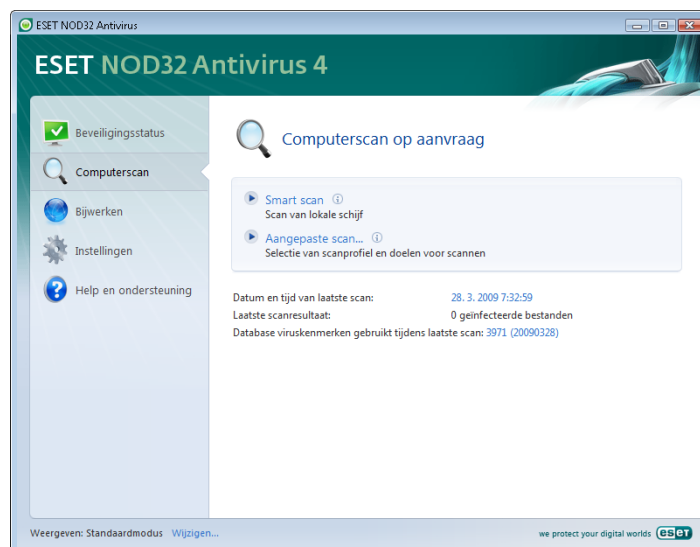 ESET NOD32 Antivirus
ESET NOD32 Antivirus 4
Beveiligingsstatus
Computerscan
Bijwerken
Instellingen
Help en ondersteuning
Computerscan op aanvraag
Smart scan
Scan van lokale schijf
Aangepaste scan...
Selectie van scanprofiel en doelen voor scannen
Datum en tijd van laatste scan: 28. 3. 2009 7:32:59
Laatste scanresultaat: 0 geïnfecteerde bestanden
Database viruskenmerken gebruikt tijdens laatste scan: 3971 (20090328)
Weergeven: Standaardmodus Wijzigen...
we protect your digital worlds eseT